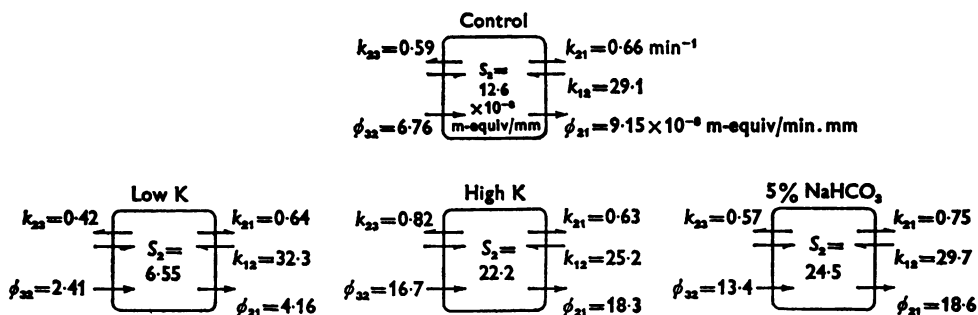 Control
k₂₃=0·59
k₂₁=0·66 min⁻¹
S₂=
12·6
×10⁻⁸
m-equiv/mm
k₁₂=29·1
ϕ₃₂=6·76
ϕ₂₁=9·15×10⁻⁸ m-equiv/min.mm
Low K
k₂₃=0·42
k₂₁=0·64
S₂=
6·55
k₁₂=32·3
ϕ₃₂=2·41
ϕ₂₁=4·16
High K
k₂₃=0·82
k₂₁=0·63
S₂=
22·2
k₁₂=25·2
ϕ₃₂=16·7
ϕ₂₁=18·3
5% NaHCO₃
k₂₃=0·57
k₂₁=0·75
S₂=
24·5
k₁₂=29·7
ϕ₃₂=13·4
ϕ₂₁=18·6